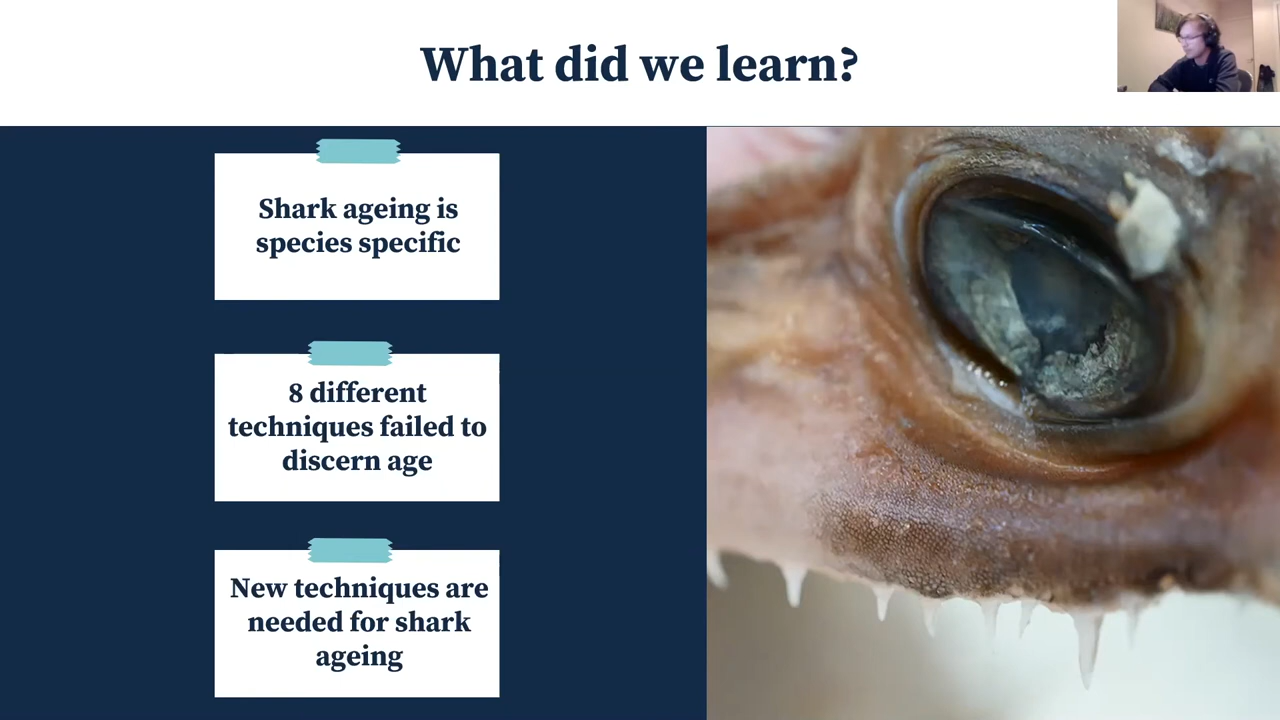 What did we learn?
Shark ageing is
species specific
8 different
techniques failed to
discern age
New techniques are
needed for shark
ageing